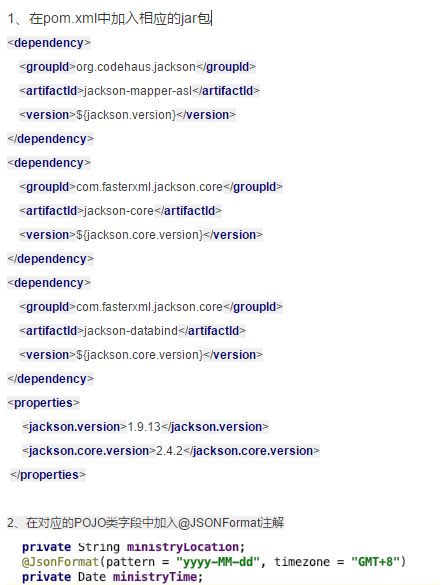 1、在pom.xml中加入相应的jar包
<dependency>
<groupId>org.codehaus.jackson</groupId>
<artifactId>jackson-mapper-asl</artifactId>
<version>${jackson.version}</version>
</dependency>
<dependency>
<groupId>com.fasterxml.jackson.core</groupId>
<artifactId>jackson-core</artifactId>
<version>${jackson.core.version}</version>
</dependency>
<dependency>
<groupId>com.fasterxml.jackson.core</groupId>
<artifactId>jackson-databind</artifactId>
<version>${jackson.core.version}</version>
</dependency>
<properties>
<jackson.version>1.9.13</jackson.version>
<jackson.core.version>2.4.2</jackson.core.version>
</properties>
2、在对应的POJO类字段中加入@JSONFormat注解
private String ministryLocation;
@JsonFormat(pattern = "yyyy-MM-dd", timezone = "GMT+8")
private Date ministryTime;